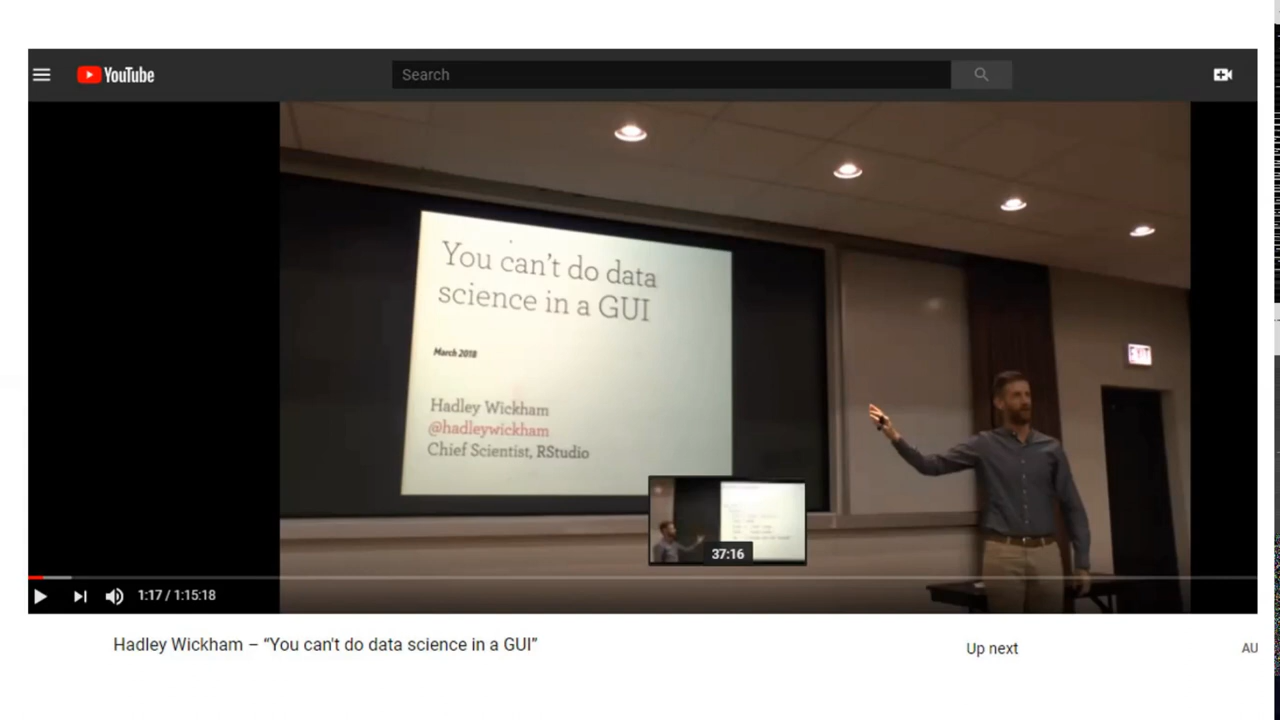 YouTube
Search
You can't do data
science in a GUI
March 2018
Hadley Wickham
@hadleywickham
Chief Scientist, RStudio
EXIT
37:16
1:17 / 1:15:18
Hadley Wickham – “You can't do data science in a GUI”
Up next
AU